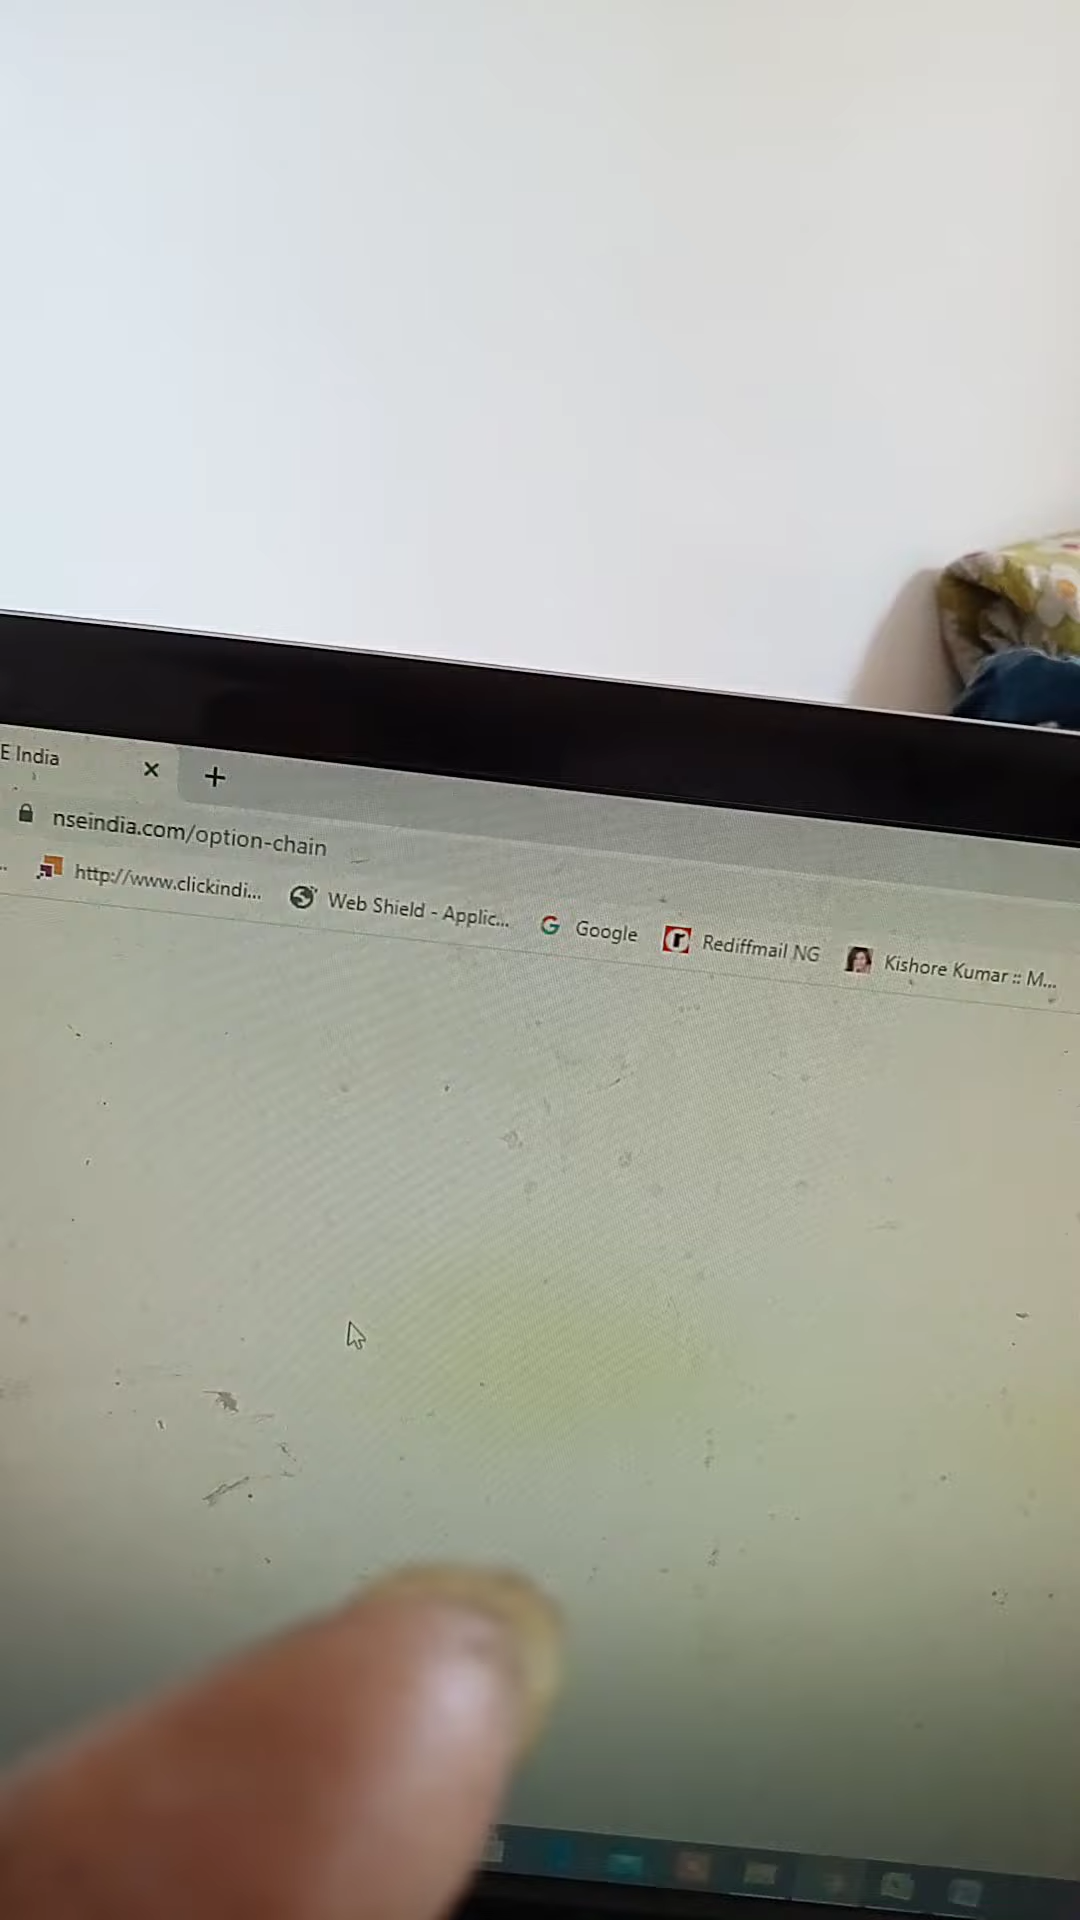 E India
nseindia.com/option-chain
http://www.clickindi... Web Shield - Applic... Google Rediffmail NG Kishore Kumar :: M...